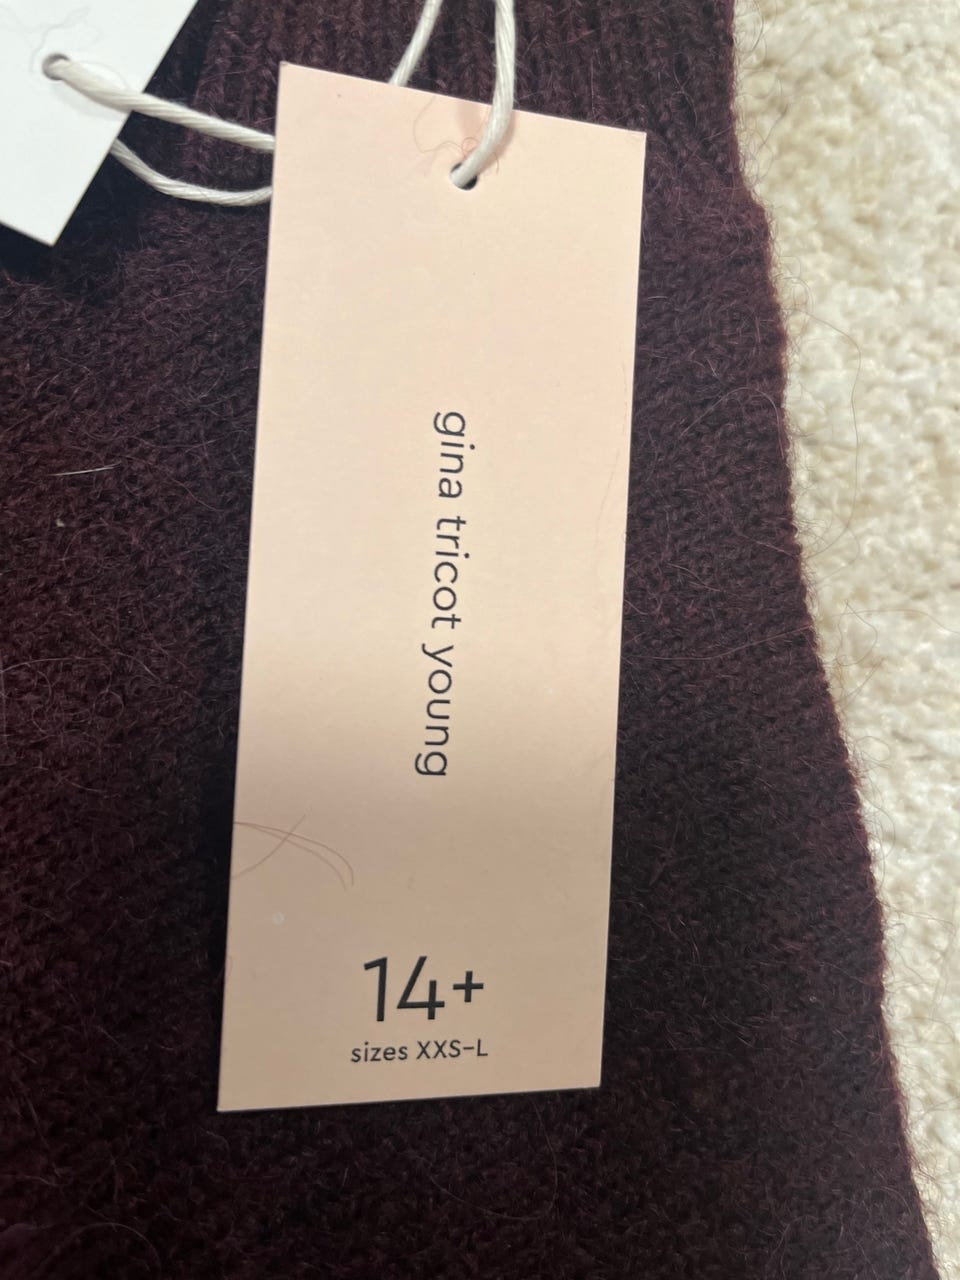 gina tricot young
14+
sizes XXS–L